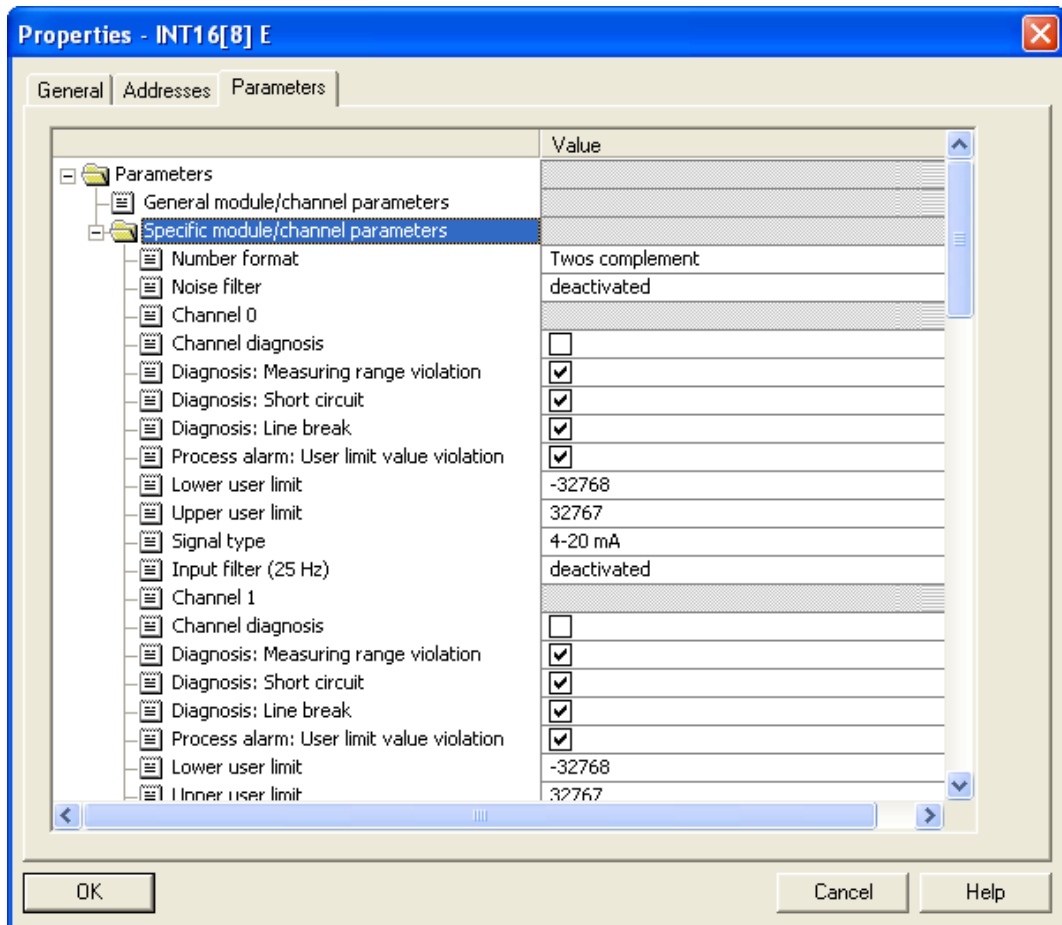 Properties - INT16[8] E
General Addresses Parameters
Value
Parameters
General module/channel parameters
Specific module/channel parameters
Number format Twos complement
Noise filter deactivated
Channel 0
Channel diagnosis
Diagnosis: Measuring range violation
Diagnosis: Short circuit
Diagnosis: Line break
Process alarm: User limit value violation
Lower user limit -32768
Upper user limit 32767
Signal type 4-20 mA
Input filter (25 Hz) deactivated
Channel 1
Channel diagnosis
Diagnosis: Measuring range violation
Diagnosis: Short circuit
Diagnosis: Line break
Process alarm: User limit value violation
Lower user limit -32768
Upper user limit 32767
OK Cancel Help